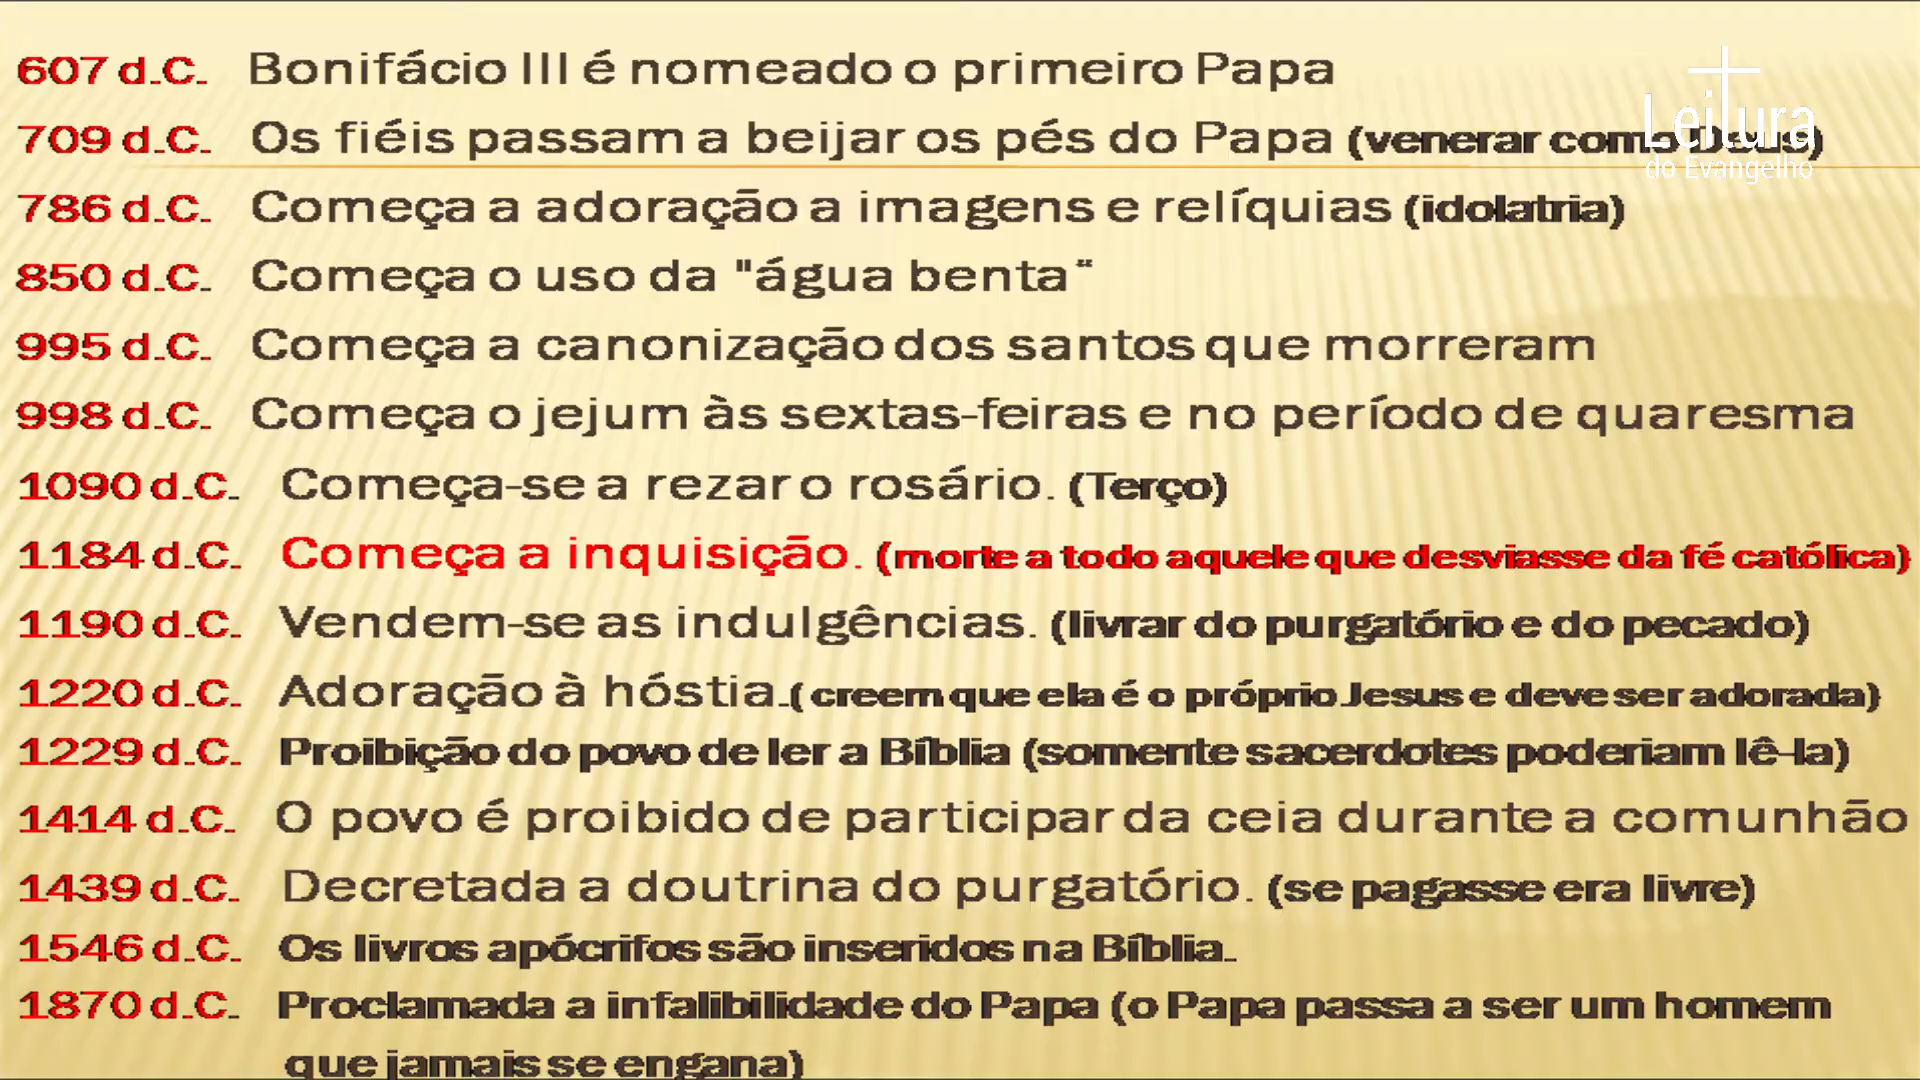 607 d.C. Bonifácio III é nomeado o primeiro Papa
709 d.C. Os fiéis passam a beijar os pés do Papa (venerar como Deus)
Leitura
do Evangelho
786 d.C. Começa a adoração a imagens e relíquias (idolatria)
850 d.C. Começa o uso da "água benta“
995 d.C. Começa a canonização dos santos que morreram
998 d.C. Começa o jejum às sextas-feiras e no período de quaresma
1090 d.C. Começa-se a rezar o rosário. (Terço)
1184 d.C. Começa a inquisição. (morte a todo aquele que desviasse da fé católica)
1190 d.C. Vendem-se as indulgências. (livrar do purgatório e do pecado)
1220 d.C. Adoração à hóstia.( creem que ela é o próprio Jesus e deve ser adorada)
1229 d.C. Proibição do povo de ler a Bíblia (somente sacerdotes poderiam lê-la)
1414 d.C. O povo é proibido de participar da ceia durante a comunhão
1439 d.C. Decretada a doutrina do purgatório. (se pagasse era livre)
1546 d.C. Os livros apócrifos são inseridos na Bíblia.
1870 d.C. Proclamada a infalibilidade do Papa (o Papa passa a ser um homem
que jamais se engana)